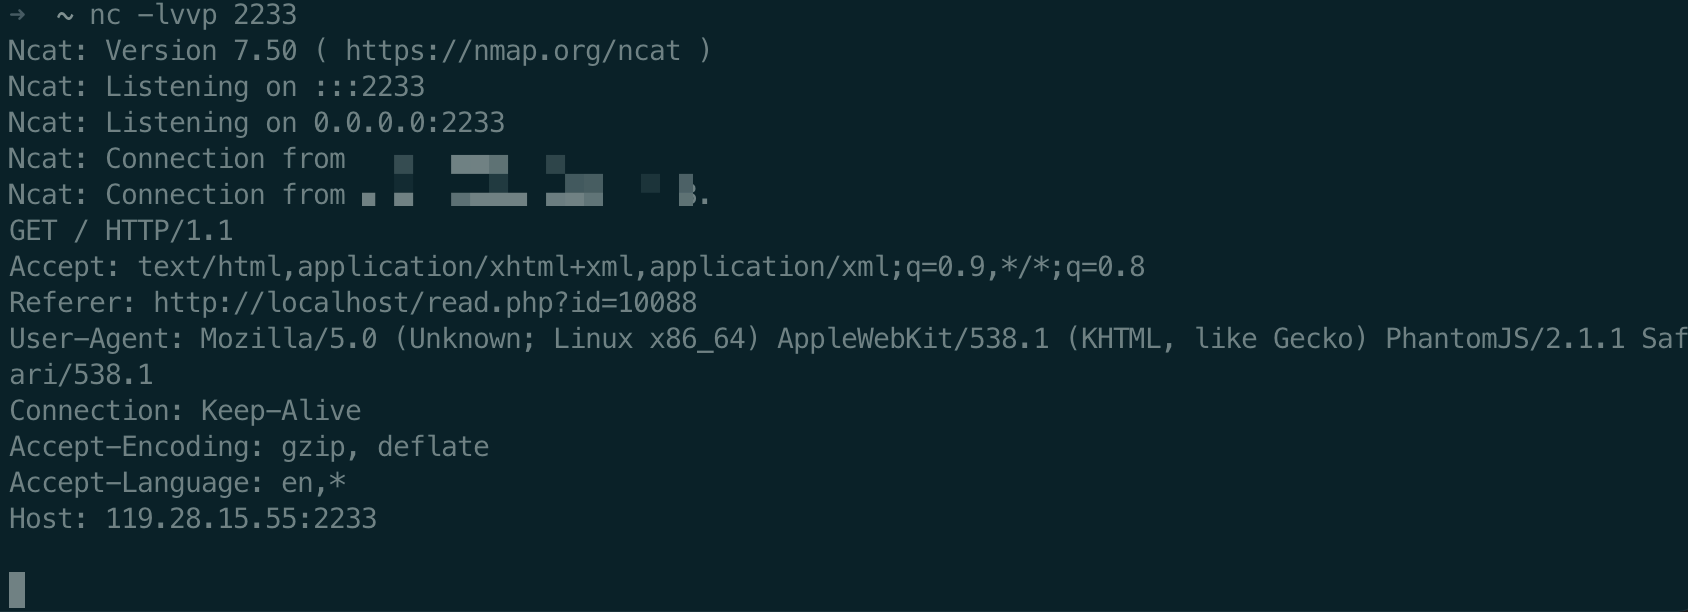 → ~ nc -lvvp 2233
Ncat: Version 7.50 ( https://nmap.org/ncat )
Ncat: Listening on :::2233
Ncat: Listening on 0.0.0.0:2233
Ncat: Connection from
Ncat: Connection from
GET / HTTP/1.1
Accept: text/html,application/xhtml+xml,application/xml;q=0.9,*/*;q=0.8
Referer: http://localhost/read.php?id=10088
User-Agent: Mozilla/5.0 (Unknown; Linux x86_64) AppleWebKit/538.1 (KHTML, like Gecko) PhantomJS/2.1.1 Saf
ari/538.1
Connection: Keep-Alive
Accept-Encoding: gzip, deflate
Accept-Language: en,*
Host: 119.28.15.55:2233